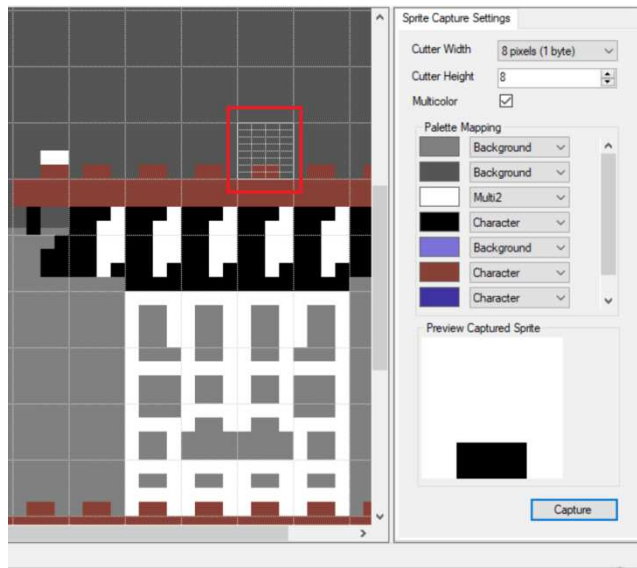 Sprite Capture Settings
Cutter Width 8 pixels (1 byte)
Cutter Height 8
Multicolor
Palette Mapping
Background
Background
Multi2
Character
Background
Character
Character
Preview Captured Sprite
Capture